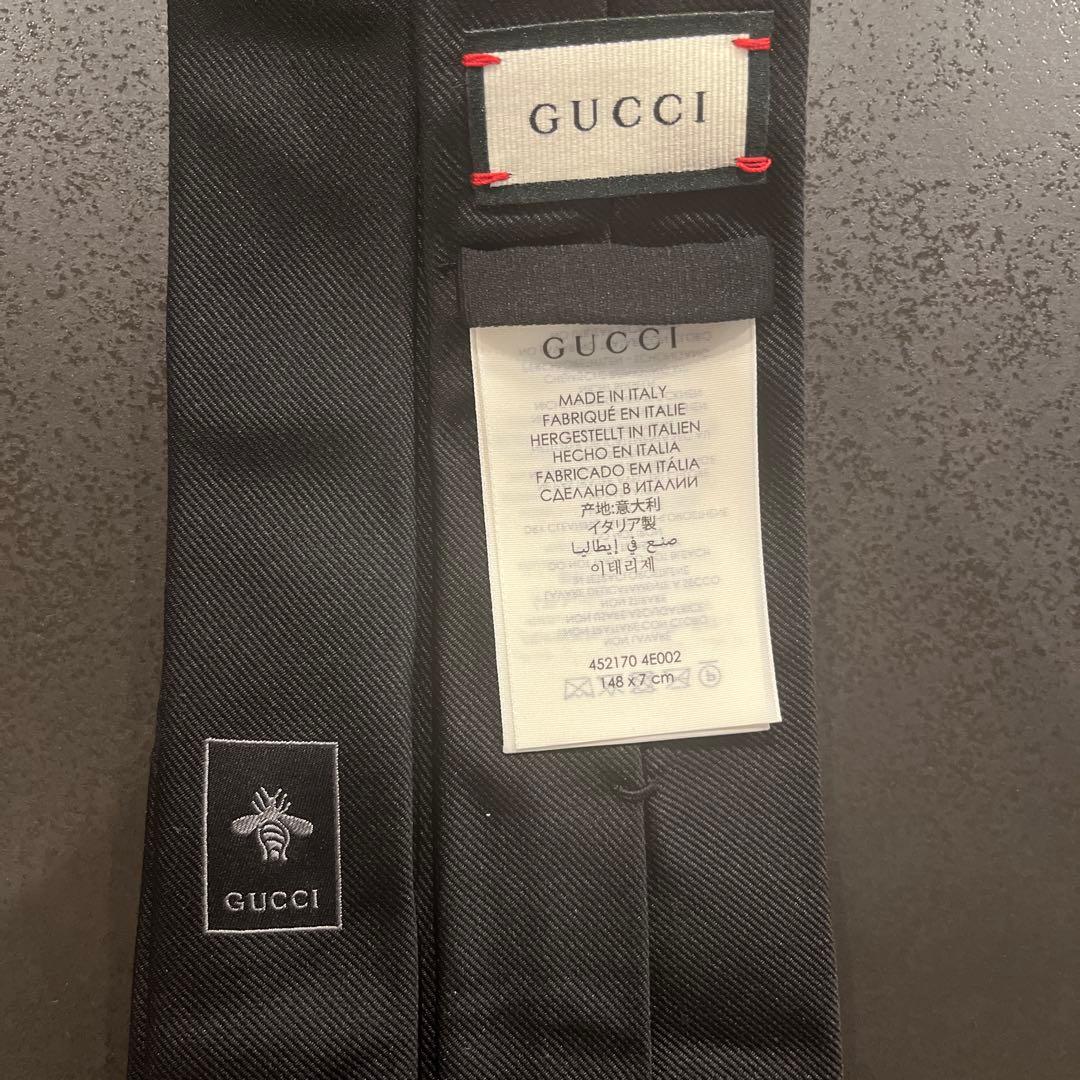 GUCCI
GUCCI
MADE IN ITALY
FABRIQUÉ EN ITALIE
HERGESTELLT IN ITALIEN
HECHO EN ITALIA
FABRICADO EM ITÁLIA
СДЕЛАНО В ИТАЛИИ
产地:意大利
イタリア製
صنع في إيطاليا
이태리제
452170 4E002
148 x 7 cm
GUCCI